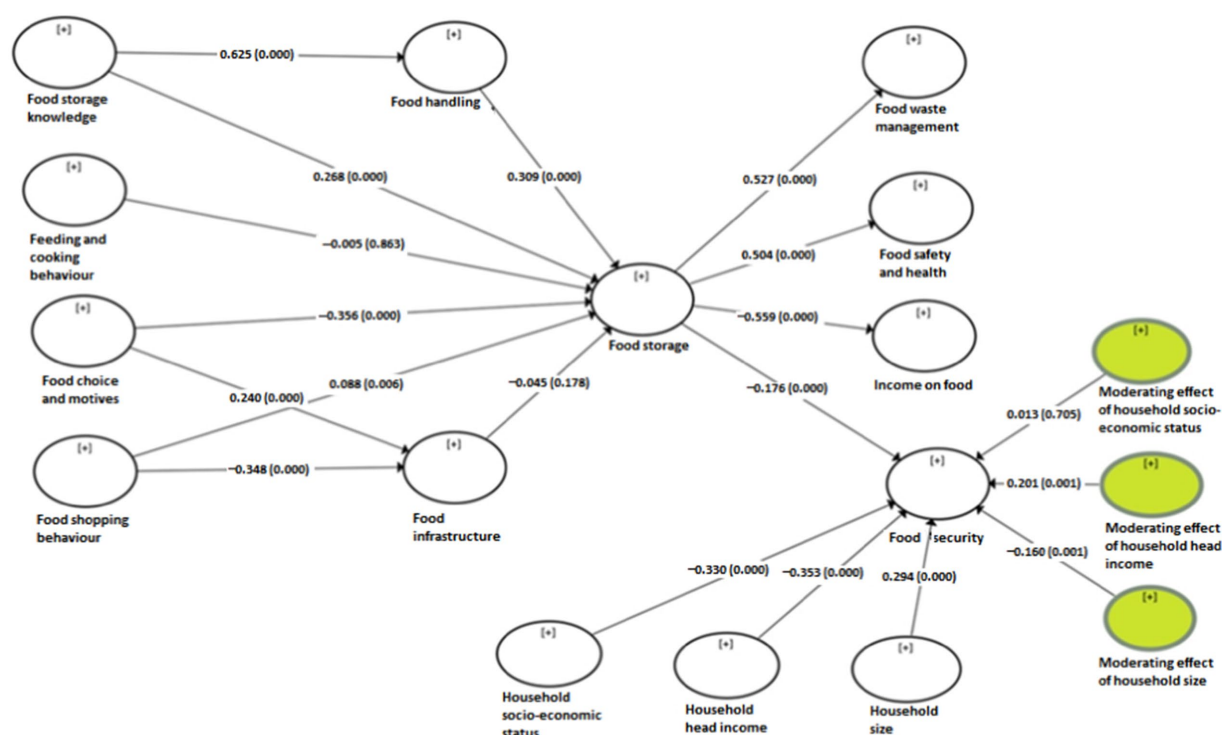 [+]
Food storage
knowledge
0.625 (0.000)
[+]
Food handling
[+]
Food waste
management
0.268 (0.000)
0.309 (0.000)
0.527 (0.000)
[+]
Feeding and
cooking
behaviour
−0.005 (0.863)
[+]
Food safety
and health
0.504 (0.000)
[+]
Food storage
[+]
Food choice
and motives
−0.356 (0.000)
0.240 (0.000)
0.088 (0.006)
−0.045 (0.178)
−0.559 (0.000)
[+]
Income on food
−0.176 (0.000)
[+]
Moderating effect
of household socio-
economic status
0.013 (0.705)
[+]
Food shopping
behaviour
−0.348 (0.000)
[+]
Food
infrastructure
[+]
Food security
0.201 (0.001)
[+]
Moderating effect
of household head
income
−0.330 (0.000)
−0.353 (0.000)
0.294 (0.000)
−0.160 (0.001)
[+]
Moderating effect
of household size
[+]
Household
socio-economic
status
[+]
Household
head income
[+]
Household
size